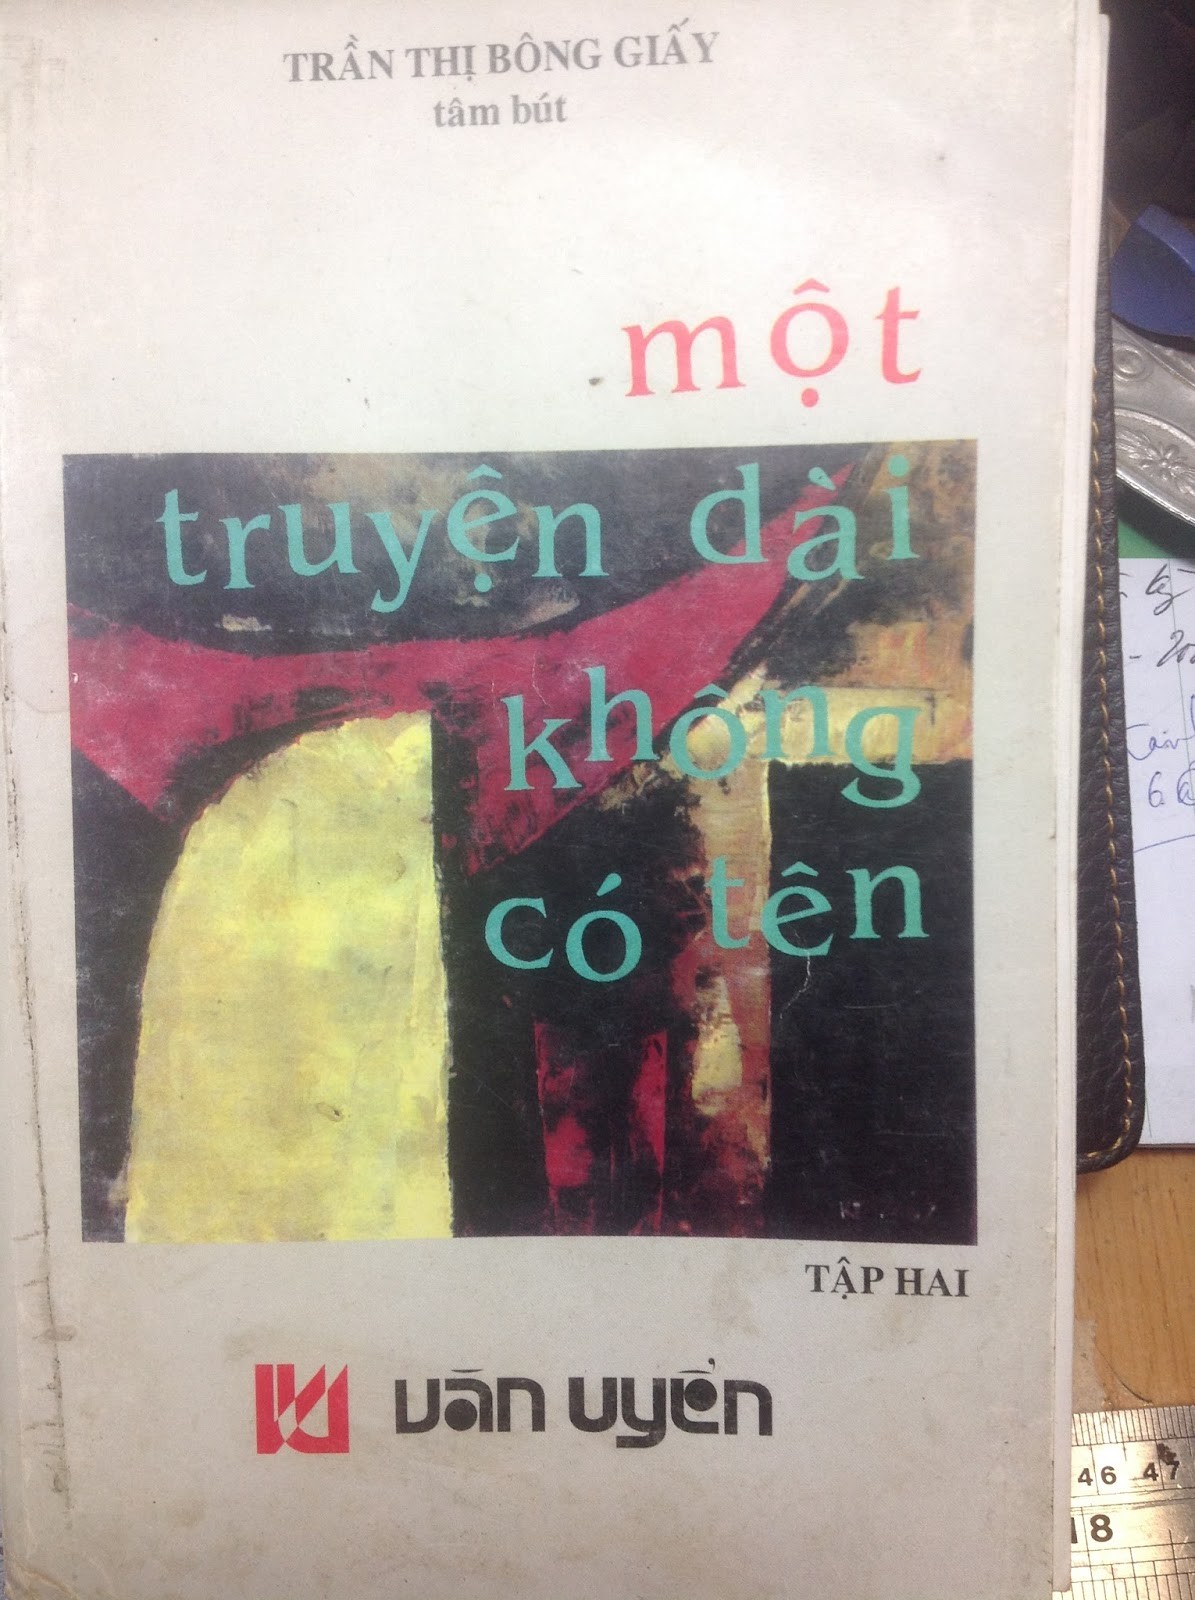 TRẦN THỊ BÔNG GIẤY
tâm bút
một
truyện dài
không
có tên
TẬP HAI
văn uyển
46 47
18